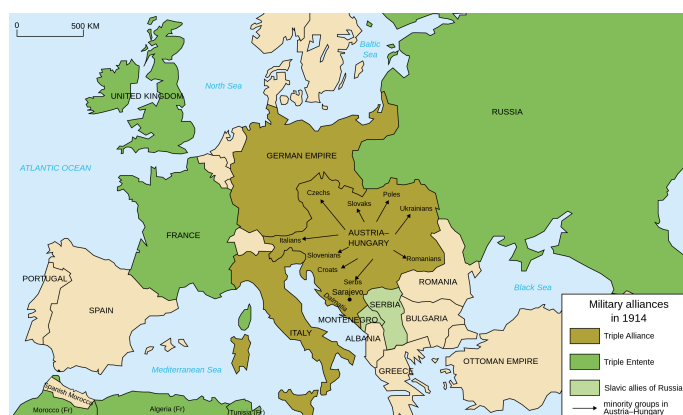 0
500 KM
Baltic
Sea
North Sea
UNITED KINGDOM
RUSSIA
ATLANTIC OCEAN
GERMAN EMPIRE
Czechs
Slovaks
Poles
Ukrainians
FRANCE
AUSTRIA–
HUNGARY
Italians
Slovenians
Romanians
Croats
Serbs
PORTUGAL
SPAIN
ROMANIA
Black Sea
Sarajevo
Dalmatia
SERBIA
MONTENEGRO
BULGARIA
ITALY
ALBANIA
OTTOMAN EMPIRE
Mediterranean Sea
GREECE
Spanish Morocco
Morocco (Fr)
Algeria (Fr)
Tunisia (Fr)
Military alliances
in 1914
Triple Alliance
Triple Entente
Slavic allies of Russia
minority groups in
Austria–Hungary